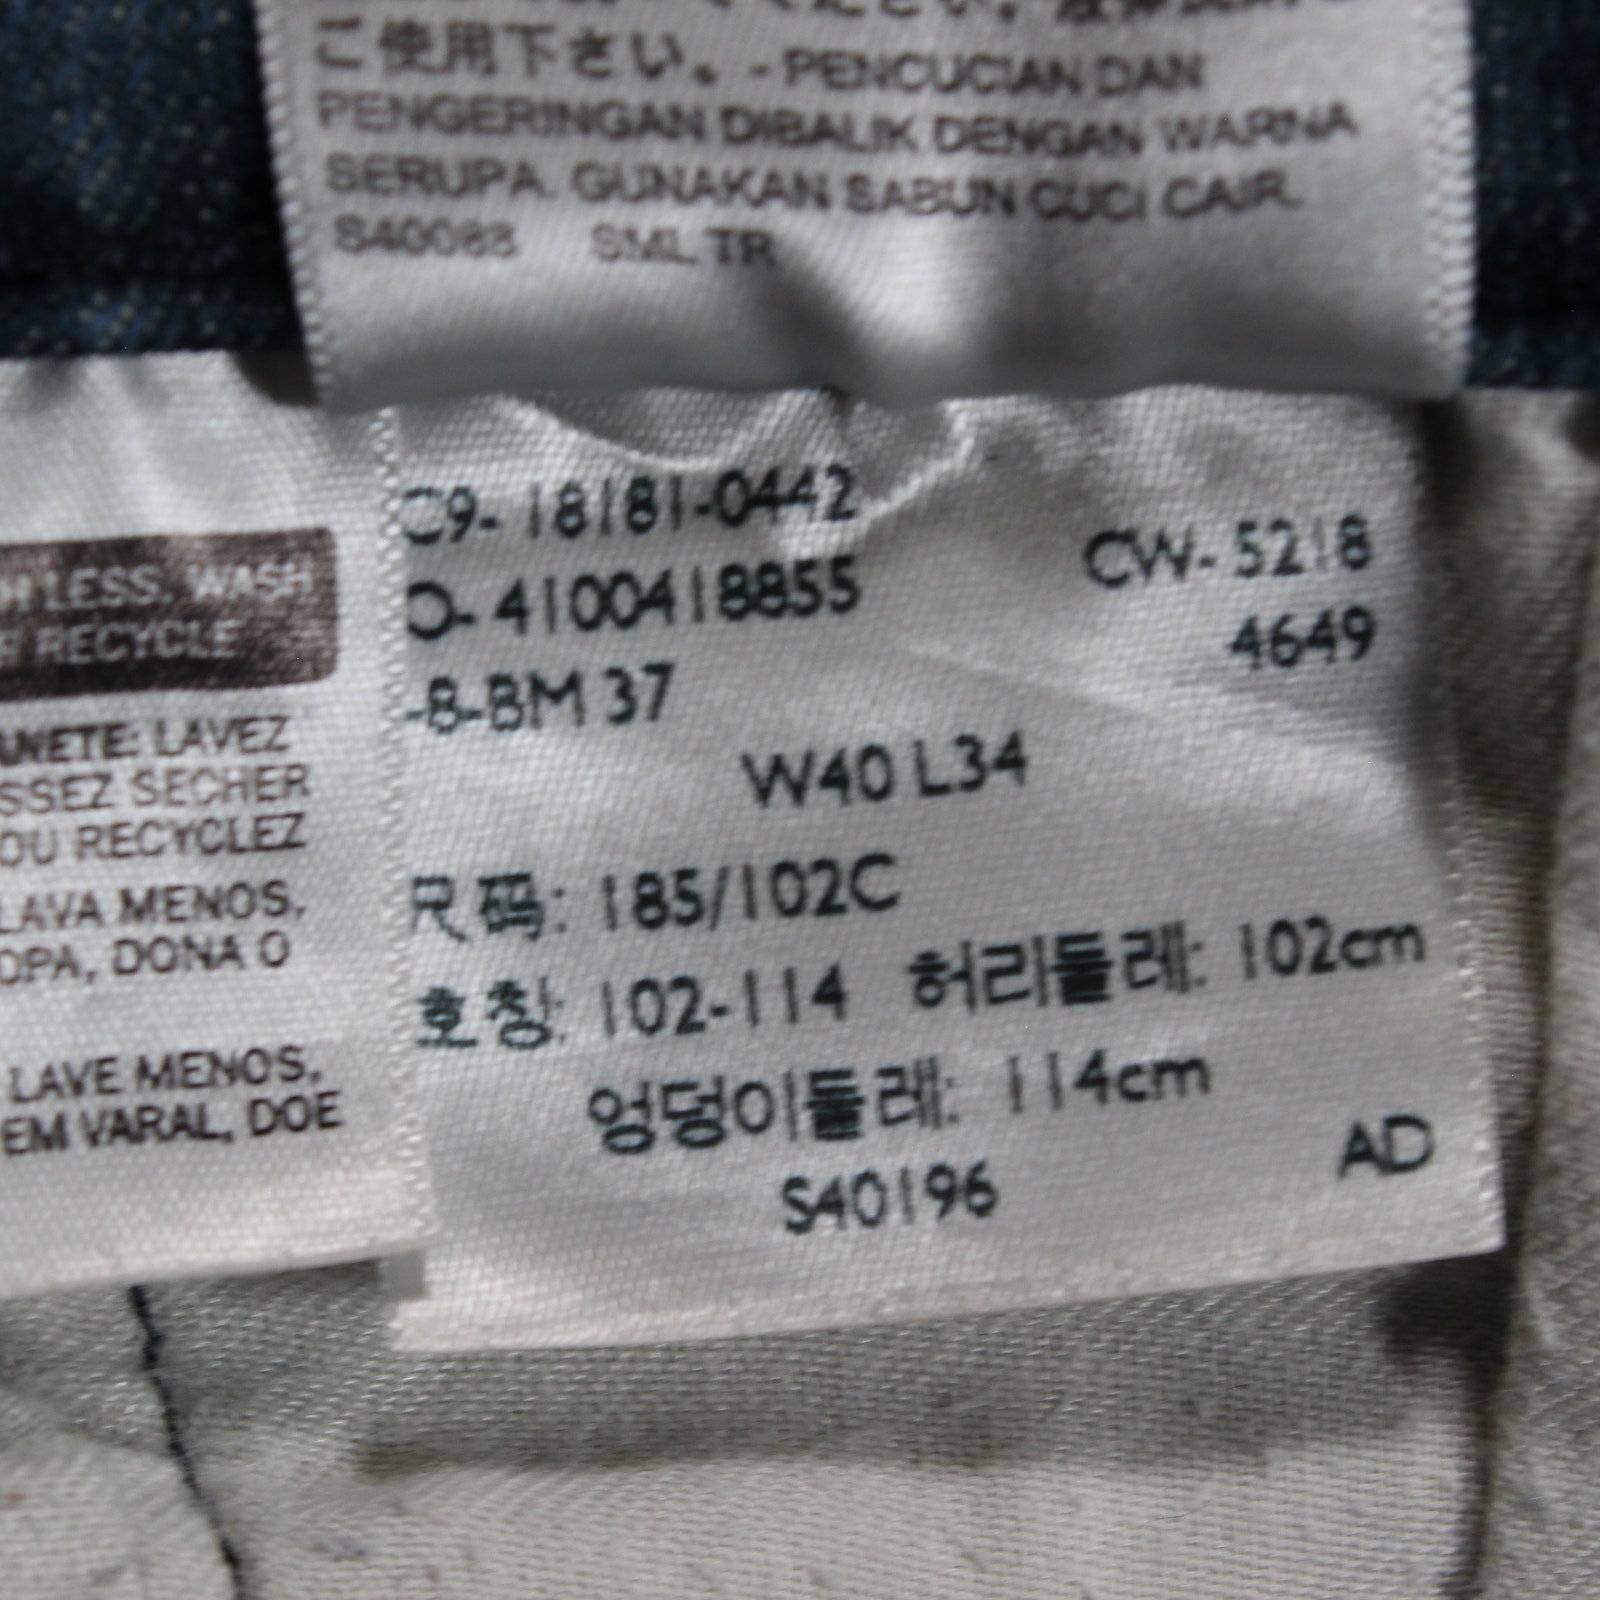 ご使用下さい。- PENCUCIAN DAN
PENGERINGAN DIBALIK DENGAN WARNA
SERUPA. GUNAKAN SABUN CUCI CAIR.
S40083 SML TR
H LESS, WASH
RECYCLE
ANETE: LAVEZ
SSEZ SECHER
OU RECYCLEZ
LAVA MENOS,
OPA, DONA O
LAVE MENOS,
EM VARAL, DOE
C9- 18181-0442
O- 4100418855
CW- 5218
4649
-8-BM 37
W40 L34
尺码: 185/102C
호칭: 102-114 허리둘레: 102cm
엉덩이둘레: 114cm
AD
S40196